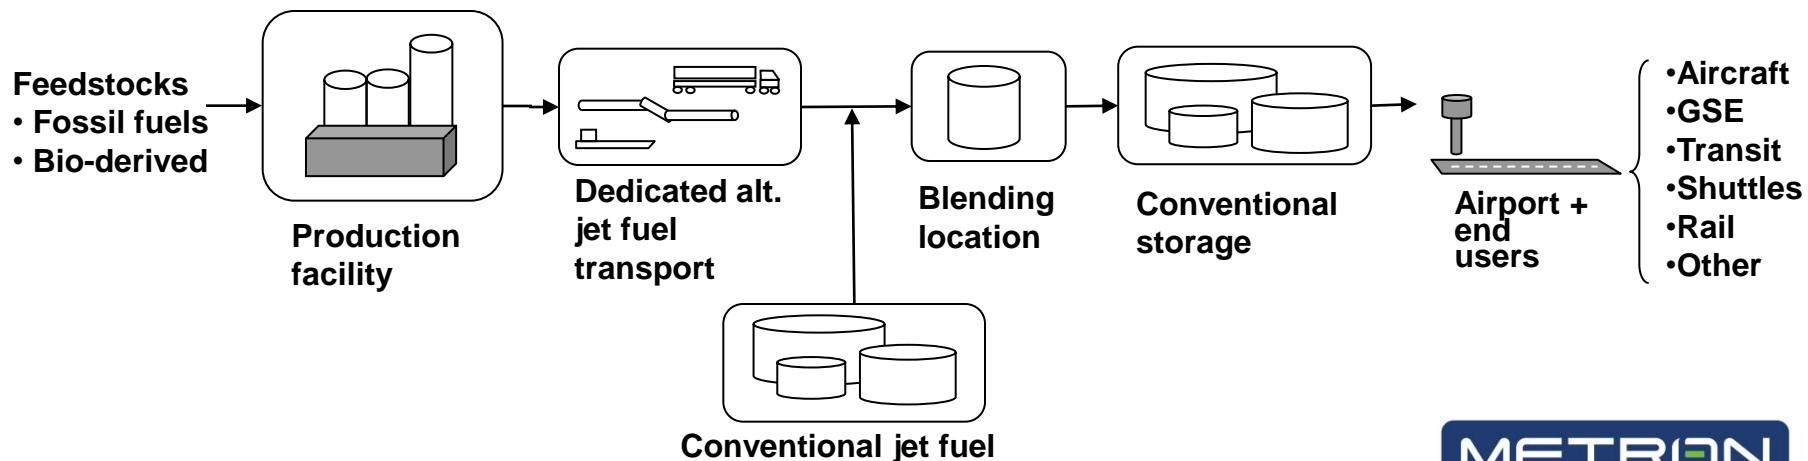 Feedstocks
• Fossil fuels
• Bio-derived
Production
facility
Dedicated alt.
jet fuel
transport
Conventional jet fuel
Blending
location
Conventional
storage
Airport +
end
users
•Aircraft
•GSE
•Transit
•Shuttles
•Rail
•Other
METRON